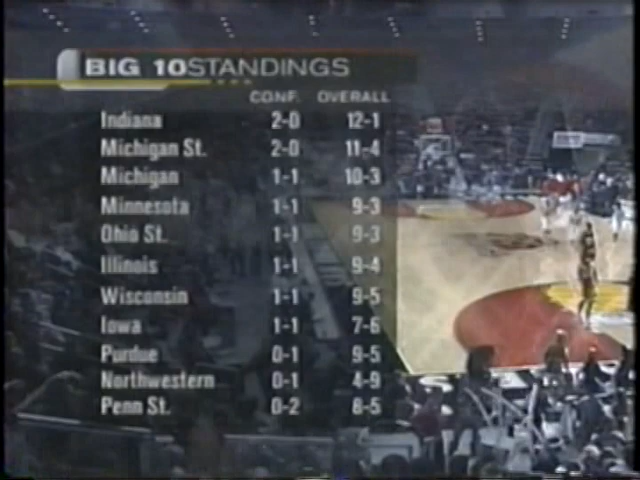 BIG 10 STANDINGS
CONF. OVERALL
Indiana 2-0 12-1
Michigan St. 2-0 11-4
Michigan 1-1 10-3
Minnesota 1-1 9-3
Ohio St. 1-1 9-3
Illinois 1-1 9-4
Wisconsin 1-1 9-5
Iowa 1-1 7-6
Purdue 0-1 9-5
Northwestern 0-1 4-9
Penn St. 0-2